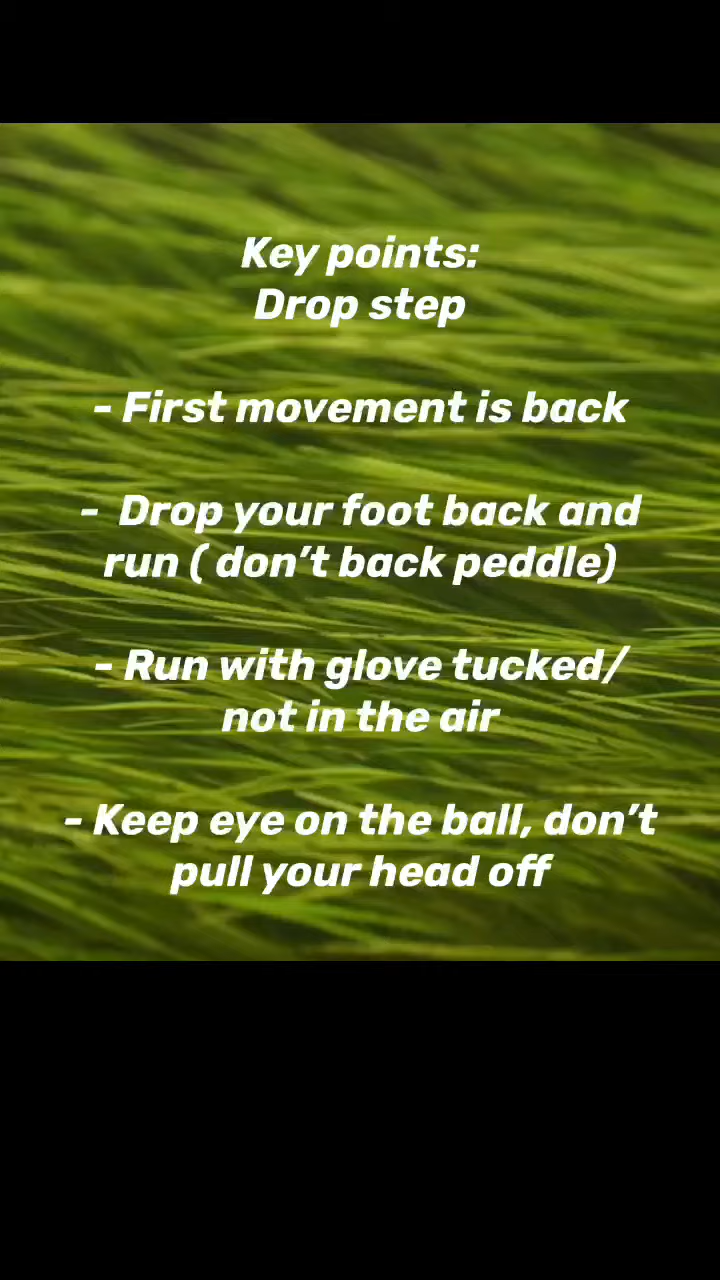 Key points:
Drop step
- First movement is back
- Drop your foot back and
run ( don't back peddle)
- Run with glove tucked/
not in the air
- Keep eye on the ball, don't
pull your head off